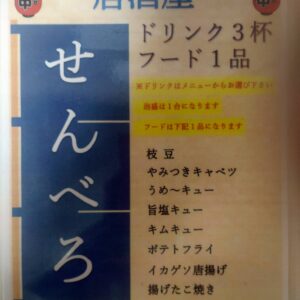 居酒屋
せんべろ
ドリンク3杯
フード1品
※ドリンクはメニューからお選び下さい
泡盛は1合になります
フードは下記1品になります
枝豆
やみつきキャベツ
うめ~キュー
旨塩キュー
キムキュー
ポテトフライ
イカゲソ唐揚げ
揚げたこ焼き